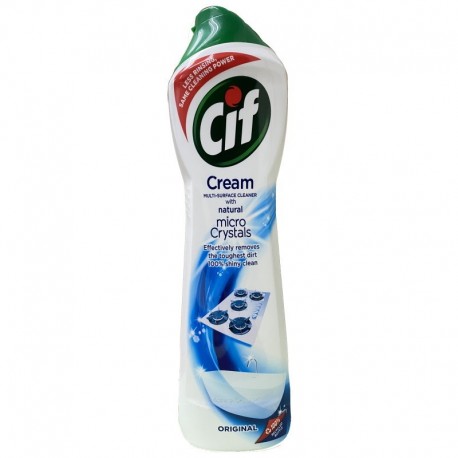 LESS RINSING,
SAME CLEANING POWER
Cif
Cream
MULTI-SURFACE CLEANER
with
natural
micro
Crystals
Effectively removes
the toughest dirt
100% shiny clean
ORIGINAL